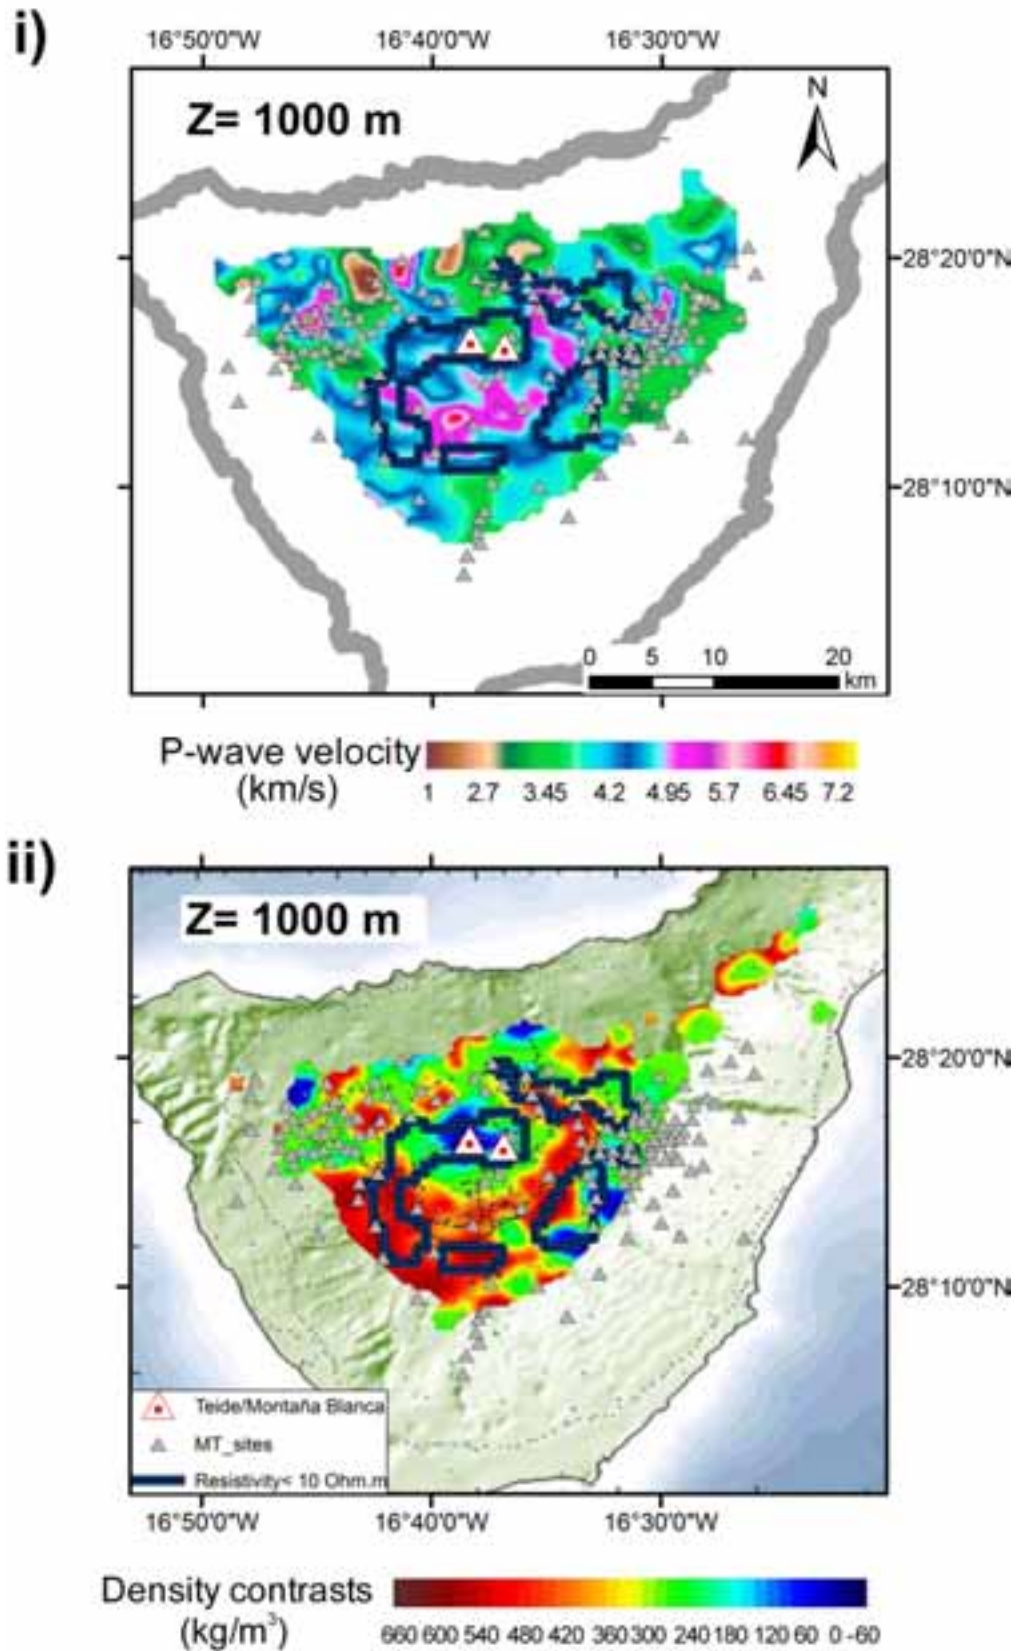 i)
16°50'0"W 16°40'0"W 16°30'0"W
Z= 1000 m
N
28°20'0"N
28°10'0"N
0 5 10 20
km
P-wave velocity
(km/s)
1 2.7 3.45 4.2 4.95 5.7 6.45 7.2
ii)
Z= 1000 m
28°20'0"N
28°10'0"N
Teide/Montaña Blanca
MT_sites
Resistivity< 10 Ohm.m
16°50'0"W 16°40'0"W 16°30'0"W
Density contrasts
(kg/m³)
660 600 540 480 420 360 300 240 180 120 60 0 -60